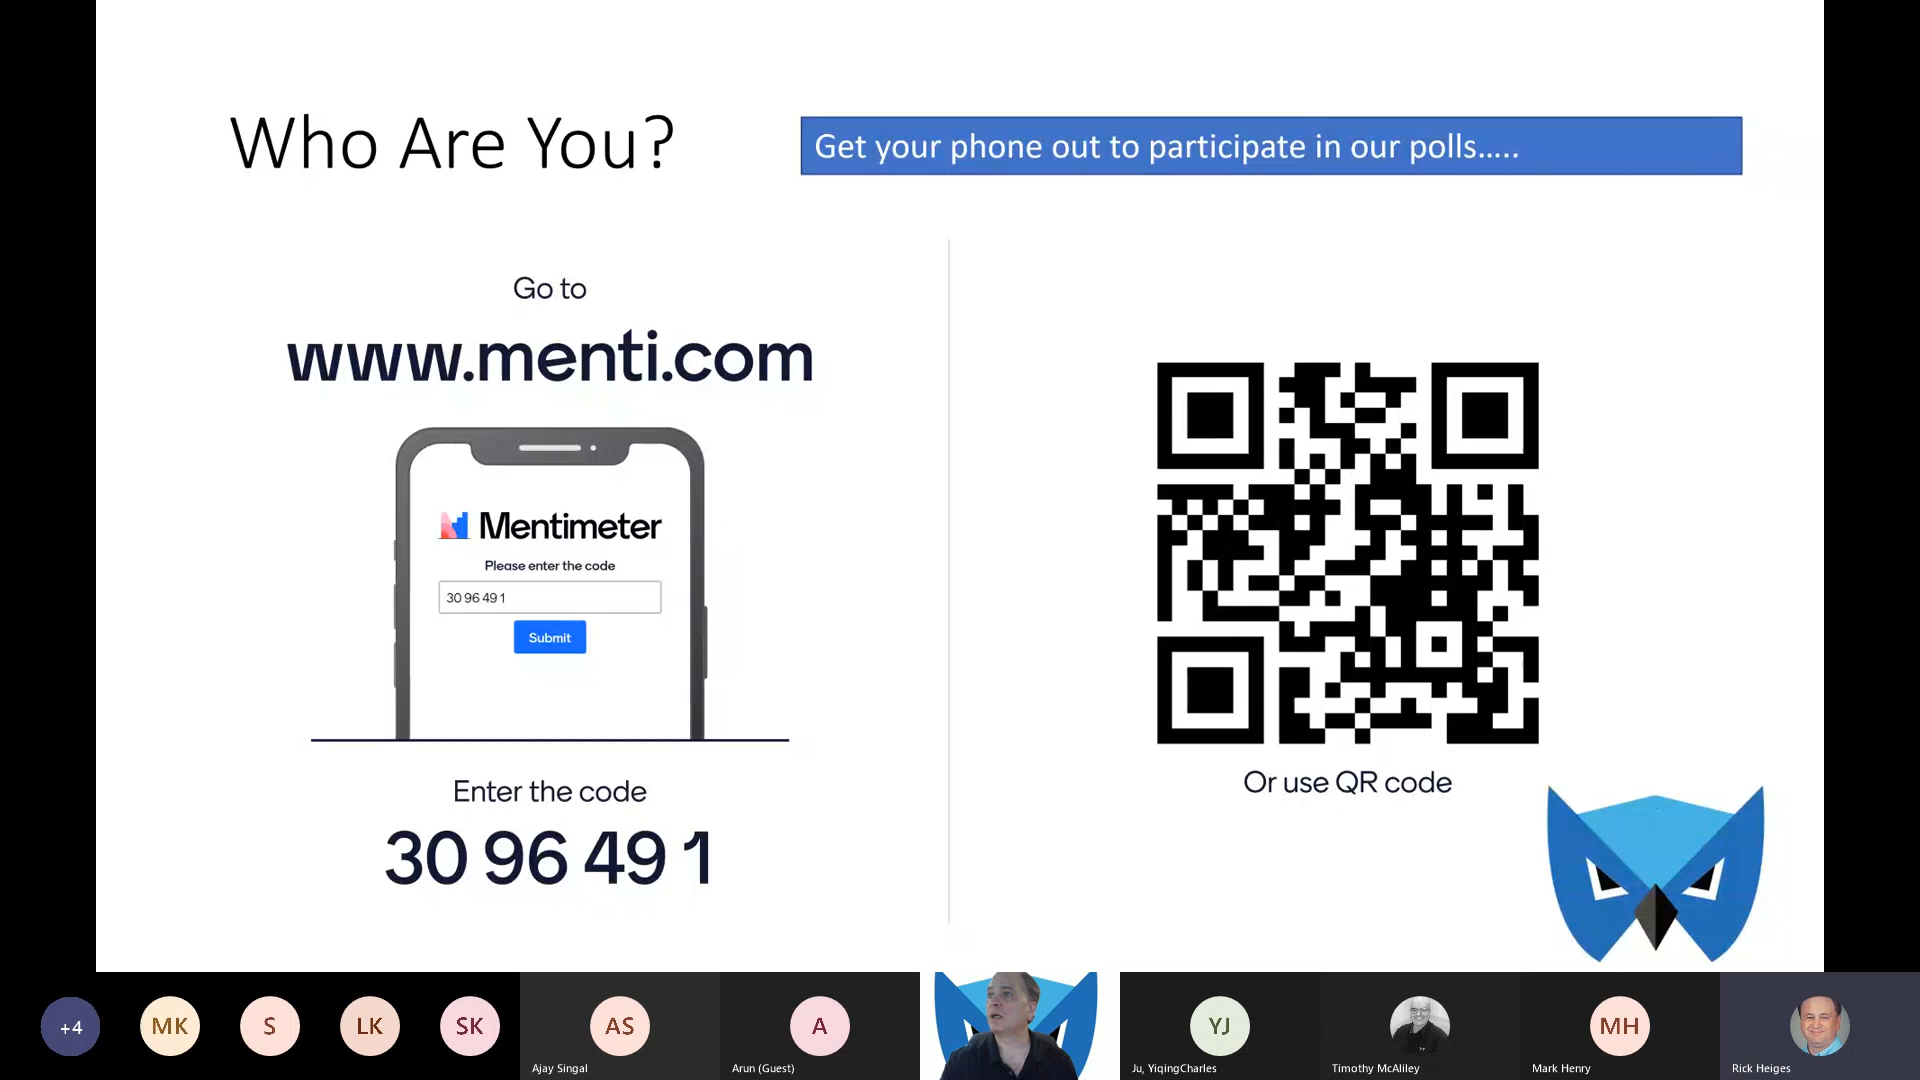 Who Are You?
Get your phone out to participate in our polls.....
Go to
www.menti.com
Mentimeter
Please enter the code
30 96 49 1
Submit
Enter the code
30 96 49 1
Or use QR code
+4
MK
S
LK
SK
AS
Ajay Singal
A
Arun (Guest)
YJ
Ju, YiqingCharles
Timothy McAliley
MH
Mark Henry
Rick Heiges